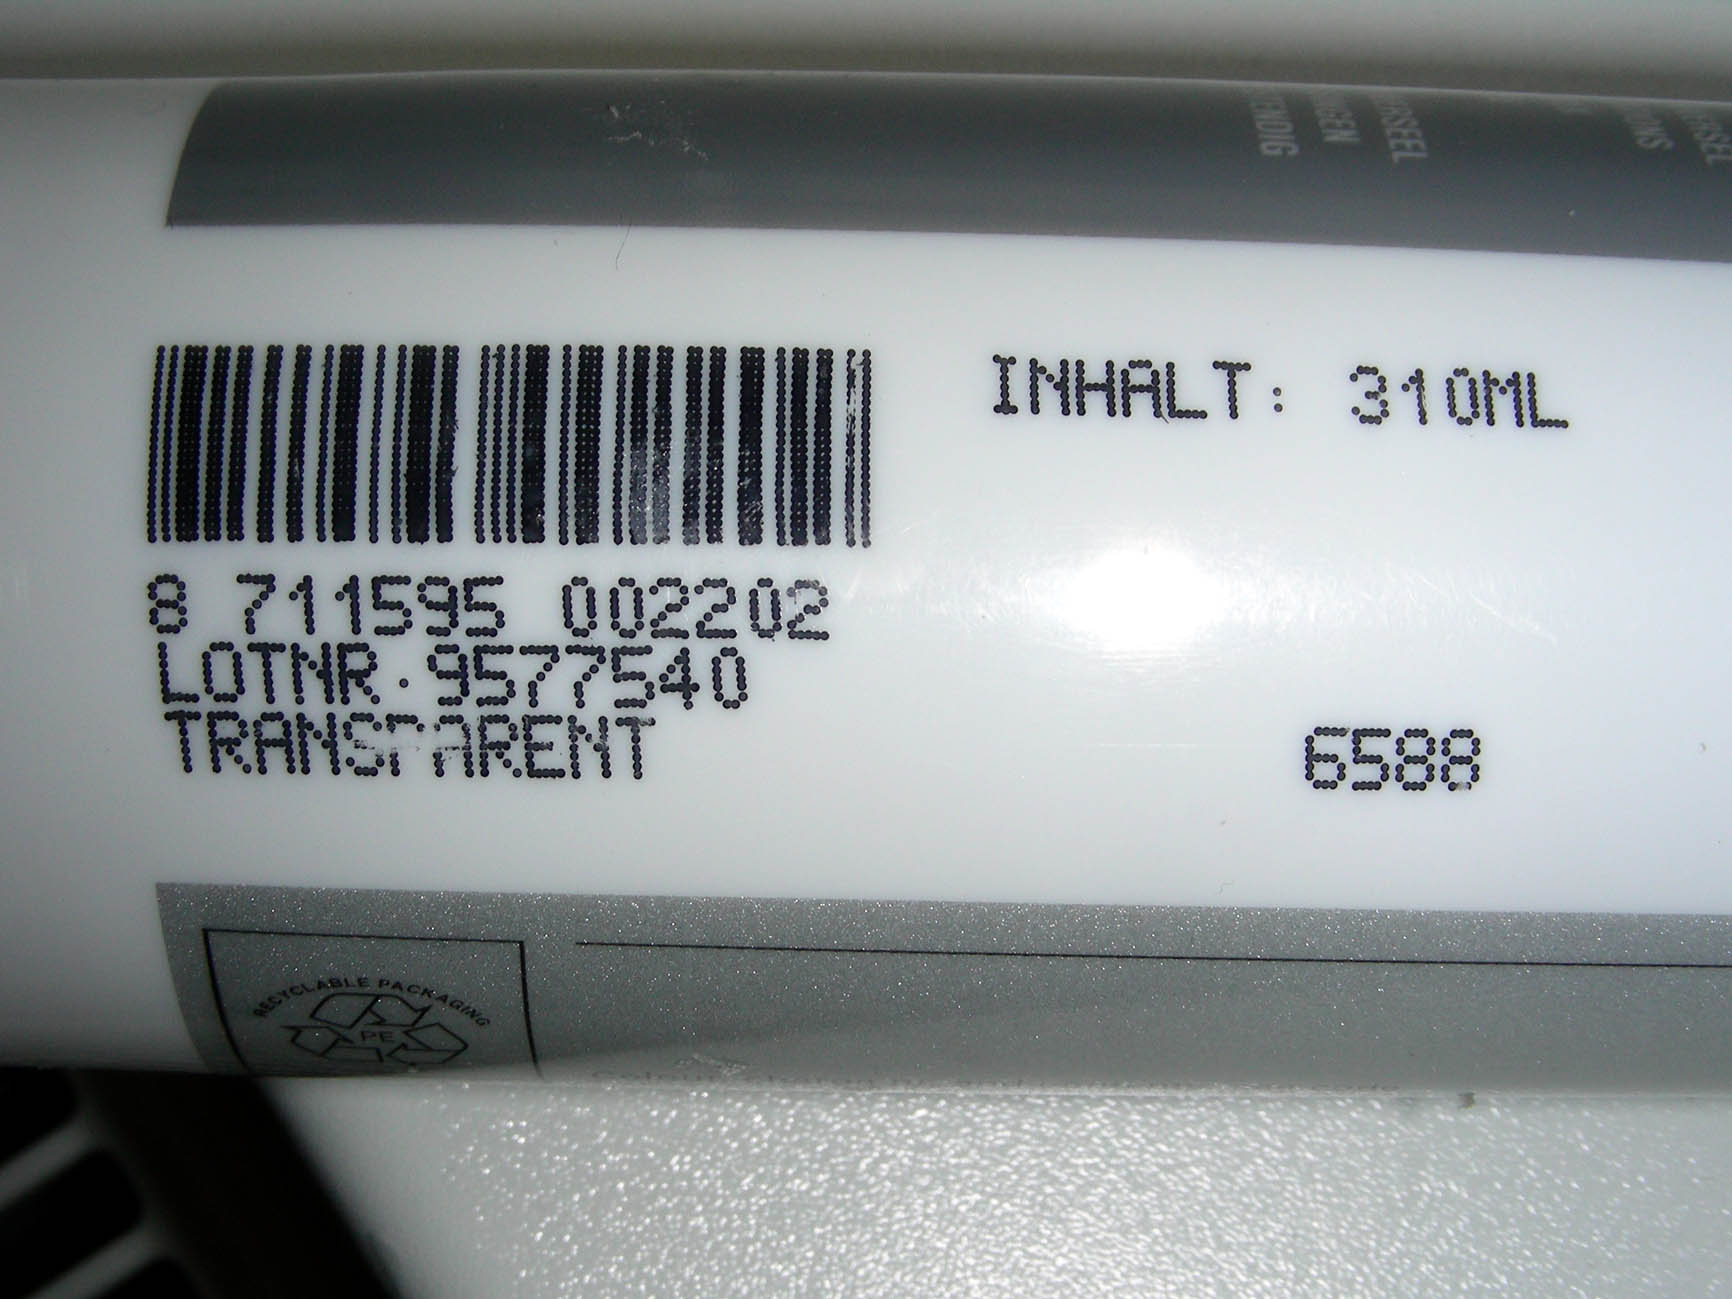 INHALT: 310ML
8 711595 002202
LOTNR.9577540
TRANSPARENT
6588
RECYCLABLE PACKAGING
PE